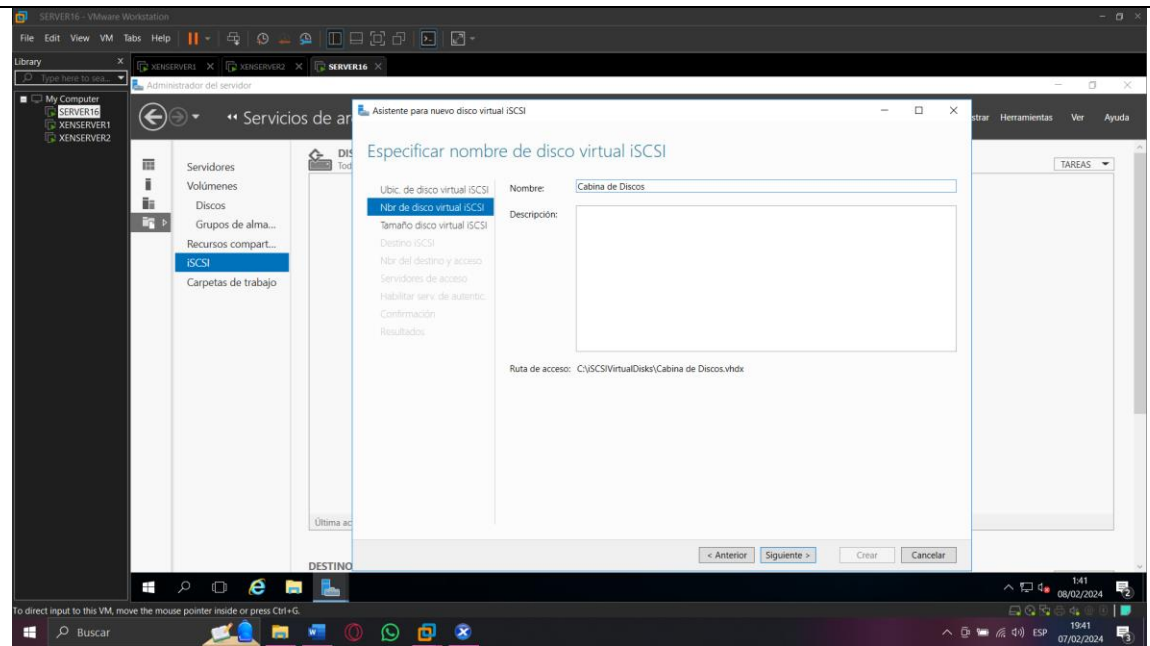 SERVER16 - VMware Workstation
File Edit View VM Tabs Help
Library X
Type here to sea...
My Computer
SERVER16
XENSERVER1
XENSERVER2
XENSERVER1 X XENSERVER2 X SERVER16 X
Administrador del servidor
Servicios de ar
strar Herramientas Ver Ayuda
Servidores
Volúmenes
Discos
Grupos de alma...
Recursos compart...
iSCSI
Carpetas de trabajo
DIS
Tod
TAREAS
Última ac
DESTINO
Asistente para nuevo disco virtual iSCSI
Especificar nombre de disco virtual iSCSI
Ubic. de disco virtual iSCSI
Nbr de disco virtual iSCSI
Tamaño disco virtual iSCSI
Destino iSCSI
Nbr del destino y acceso
Servidores de acceso
Habilitar serv. de autentic.
Confirmación
Resultados
Nombre: Cabina de Discos
Descripción:
Ruta de acceso: C:\iSCSIVirtualDisks\Cabina de Discos.vhdx
< Anterior Siguiente > Crear Cancelar
1:41
08/02/2024
2
To direct input to this VM, move the mouse pointer inside or press Ctrl+G.
Buscar
ESP
19:41
07/02/2024
3